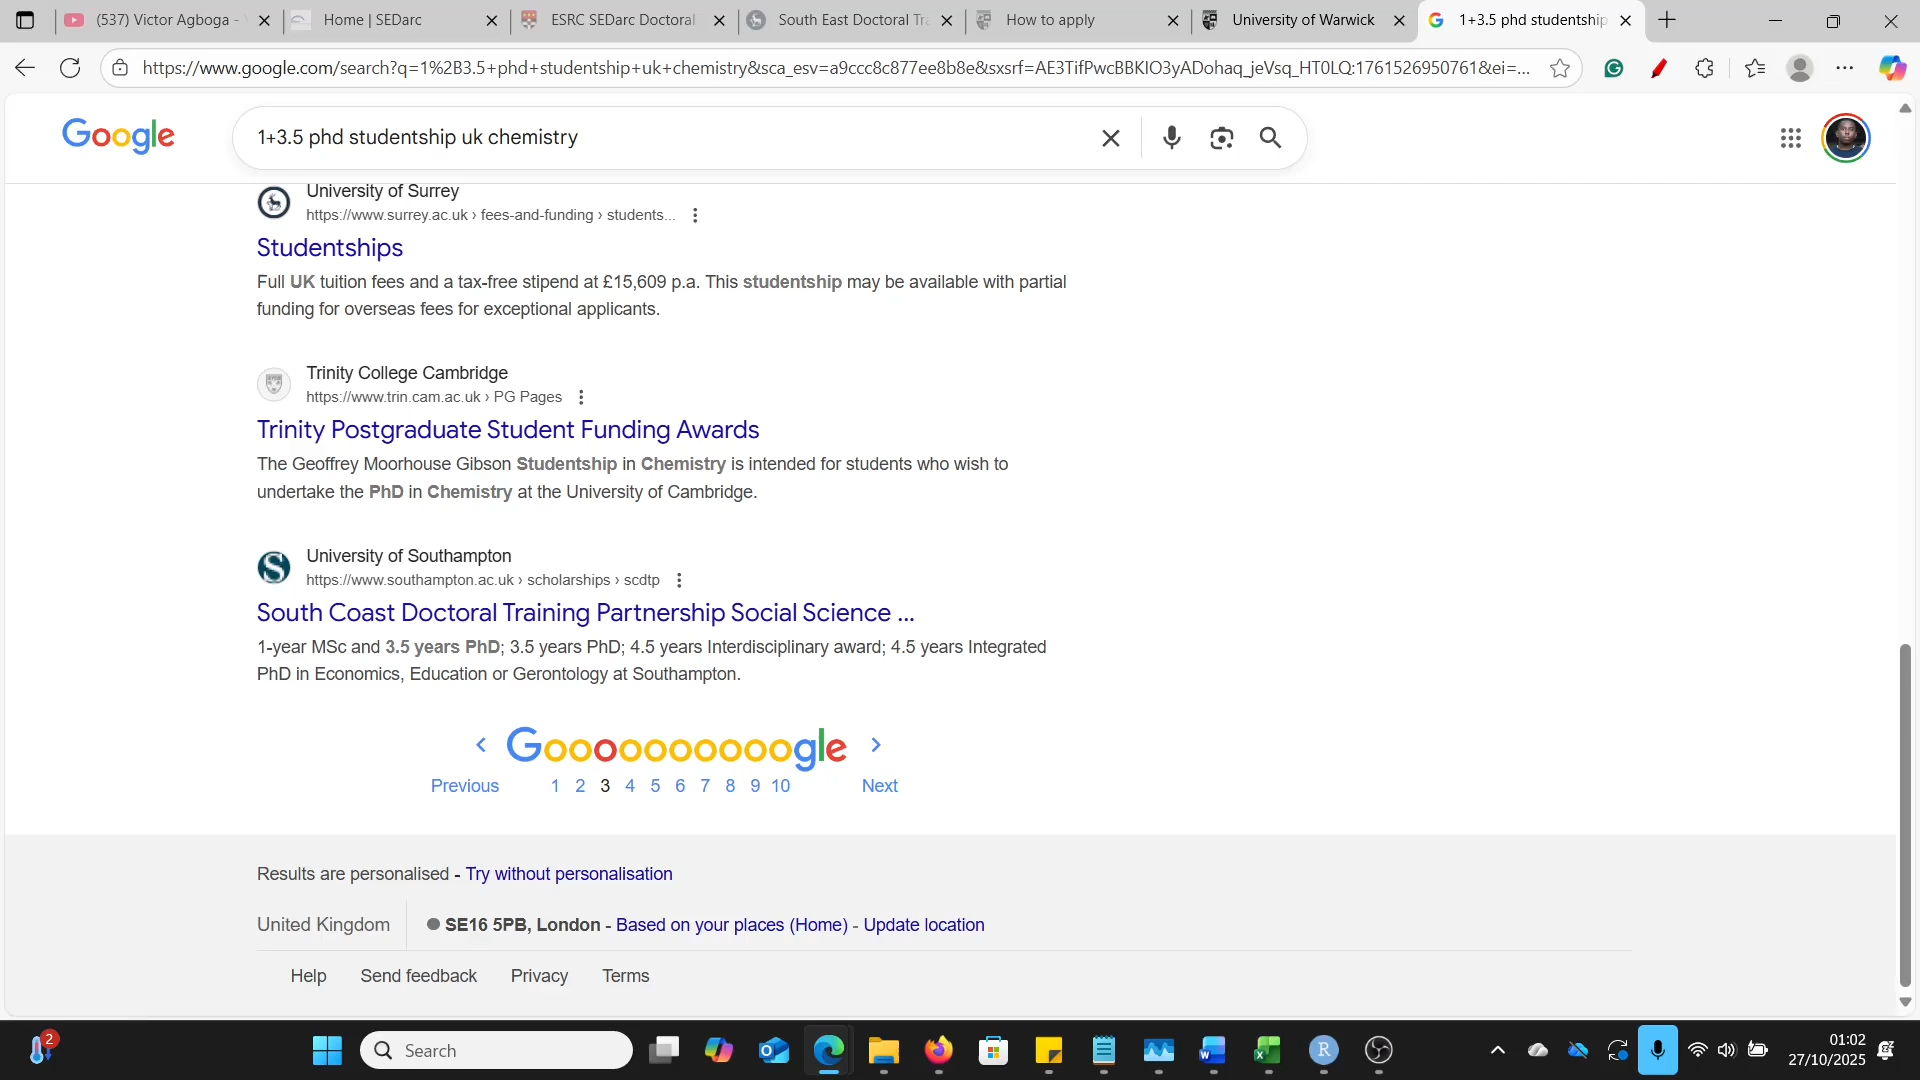 (537) Victor Agboga -
Home | SEDarc
ESRC SEDarc Doctoral
South East Doctoral Tr
How to apply
University of Warwick
1+3.5 phd studentship
https://www.google.com/search?q=1%2B3.5+phd+studentship+uk+chemistry&sca_esv=a9ccc8c877ee8b8e&sxsrf=AE3TifPwcBBKIO3yADohaq_jeVsq_HT0LQ:1761526950761&ei=...
Google
1+3.5 phd studentship uk chemistry
University of Surrey
https://www.surrey.ac.uk › fees-and-funding › students...
Studentships
Full UK tuition fees and a tax-free stipend at £15,609 p.a. This studentship may be available with partial
funding for overseas fees for exceptional applicants.
Trinity College Cambridge
https://www.trin.cam.ac.uk › PG Pages
Trinity Postgraduate Student Funding Awards
The Geoffrey Moorhouse Gibson Studentship in Chemistry is intended for students who wish to
undertake the PhD in Chemistry at the University of Cambridge.
University of Southampton
https://www.southampton.ac.uk › scholarships › scdtp
South Coast Doctoral Training Partnership Social Science ...
1-year MSc and 3.5 years PhD; 3.5 years PhD; 4.5 years Interdisciplinary award; 4.5 years Integrated
PhD in Economics, Education or Gerontology at Southampton.
Goooooooooogle
Previous 1 2 3 4 5 6 7 8 9 10 Next
Results are personalised - Try without personalisation
United Kingdom
SE16 5PB, London - Based on your places (Home) - Update location
Help Send feedback Privacy Terms
2
Search
01:02
27/10/2025